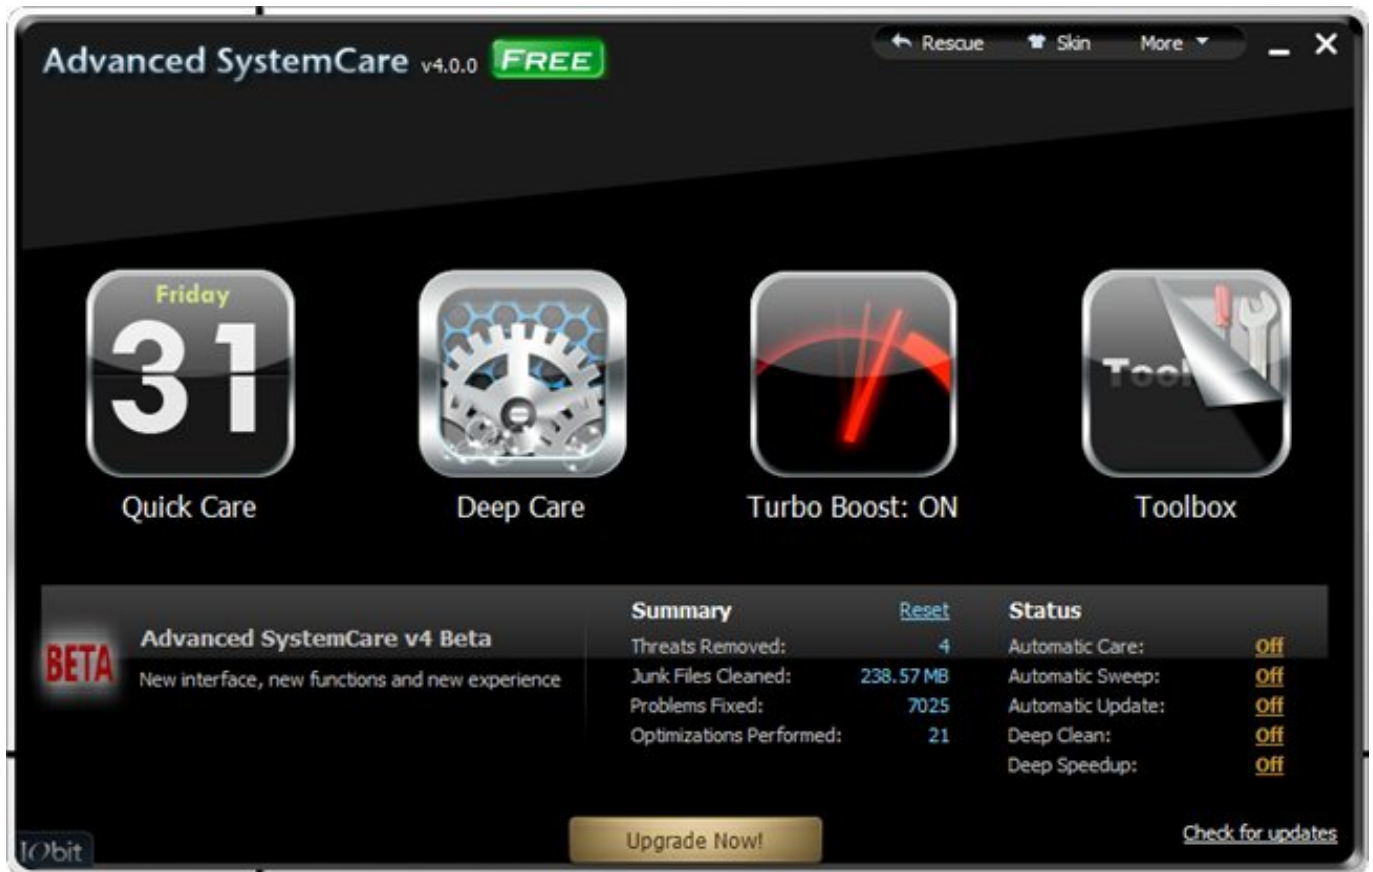 Advanced SystemCare v4.0.0 FREE
Rescue Skin More
Friday
31
Tool
Quick Care Deep Care Turbo Boost: ON Toolbox
BETA
Advanced SystemCare v4 Beta
New interface, new functions and new experience
Summary Reset
Threats Removed: 4
Junk Files Cleaned: 238.57 MB
Problems Fixed: 7025
Optimizations Performed: 21
Status
Automatic Care: Off
Automatic Sweep: Off
Automatic Update: Off
Deep Clean: Off
Deep Speedup: Off
IObit
Upgrade Now!
Check for updates